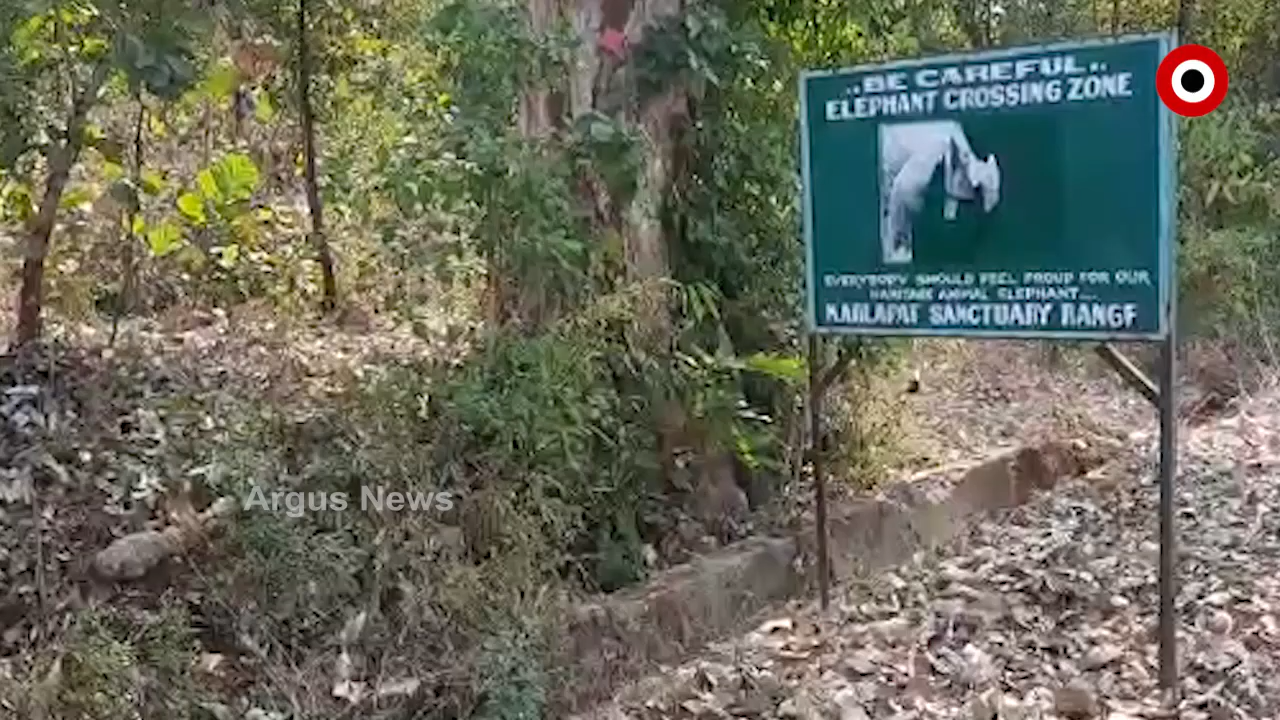 ..BE CAREFUL..
ELEPHANT CROSSING ZONE
EVERYBODY SHOULD FEEL PROUD FOR OUR
HARITAGE ANIMAL ELEPHANT...
KARLAPAT SANCTUARY RANGE
Argus News